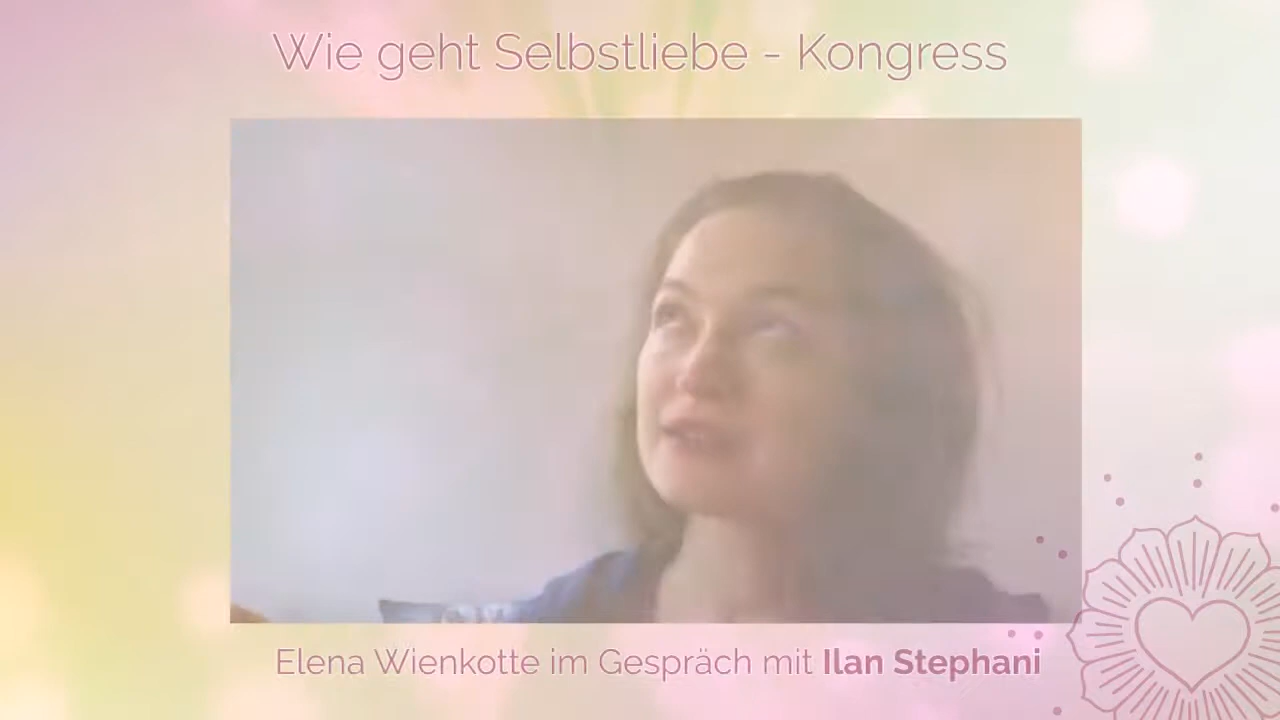 Wie geht Selbstliebe - Kongress
Elena Wienkotte im Gespräch mit Ilan Stephani